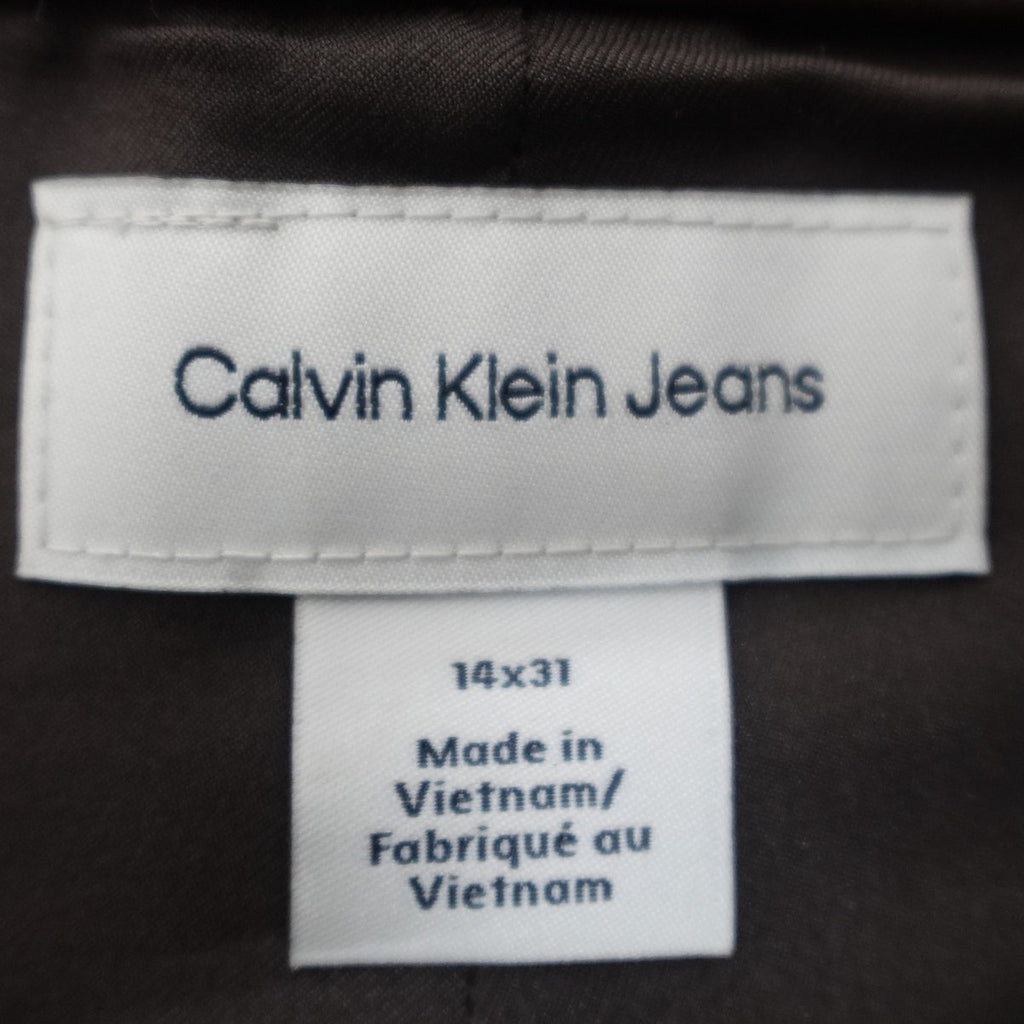 Calvin Klein Jeans
14x31
Made in
Vietnam/
Fabriqué au
Vietnam